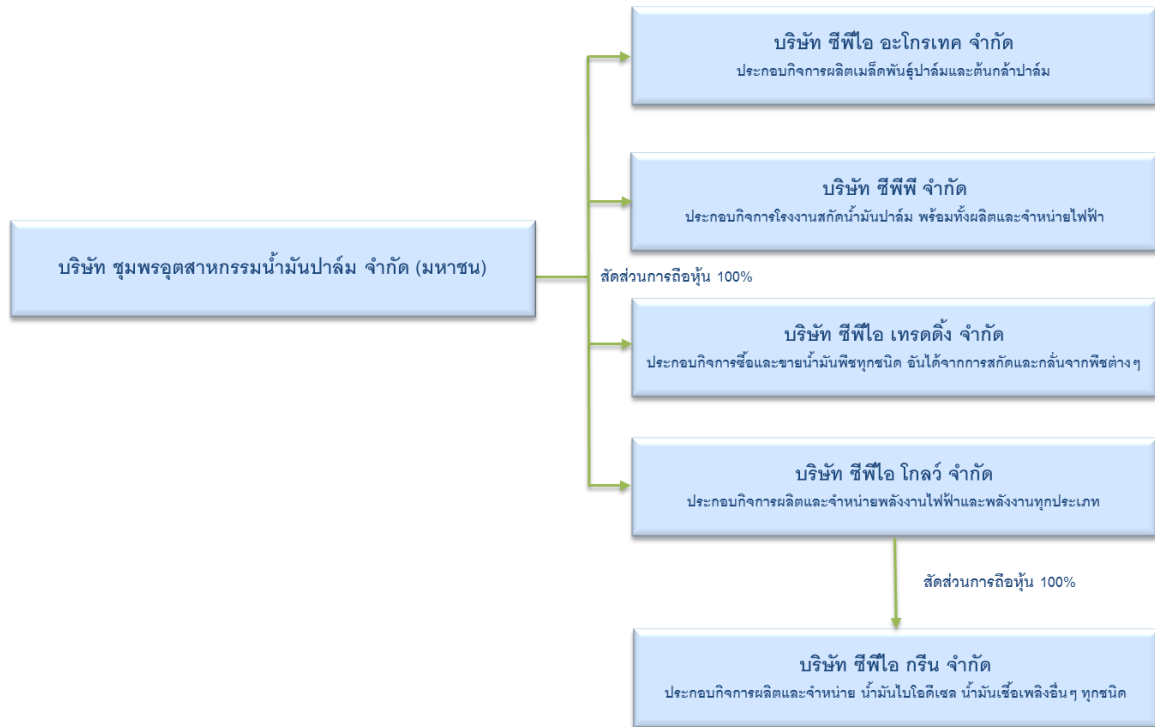 บริษัท ซีพีไอ อะโกรเทค จำกัด
ประกอบกิจการผลิตเมล็ดพันธุ์ปาล์มและต้นกล้าปาล์ม
บริษัท ซีพีพี จำกัด
ประกอบกิจการโรงงานสกัดน้ำมันปาล์ม พร้อมทั้งผลิตและจำหน่ายไฟฟ้า
บริษัท ชุมพรอุตสาหกรรมน้ำมันปาล์ม จำกัด (มหาชน)
สัดส่วนการถือหุ้น 100%
บริษัท ซีพีไอ เทรดดิ้ง จำกัด
ประกอบกิจการซื้อและขายน้ำมันพืชทุกชนิด อันได้จากการสกัดและกลั่นจากพืชต่างๆ
บริษัท ซีพีไอ โกลว์ จำกัด
ประกอบกิจการผลิตและจำหน่ายพลังงานไฟฟ้าและพลังงานทุกประเภท
สัดส่วนการถือหุ้น 100%
บริษัท ซีพีไอ กรีน จำกัด
ประกอบกิจการผลิตและจำหน่าย น้ำมันไบโอดีเซล น้ำมันเชื้อเพลิงอื่นๆ ทุกชนิด